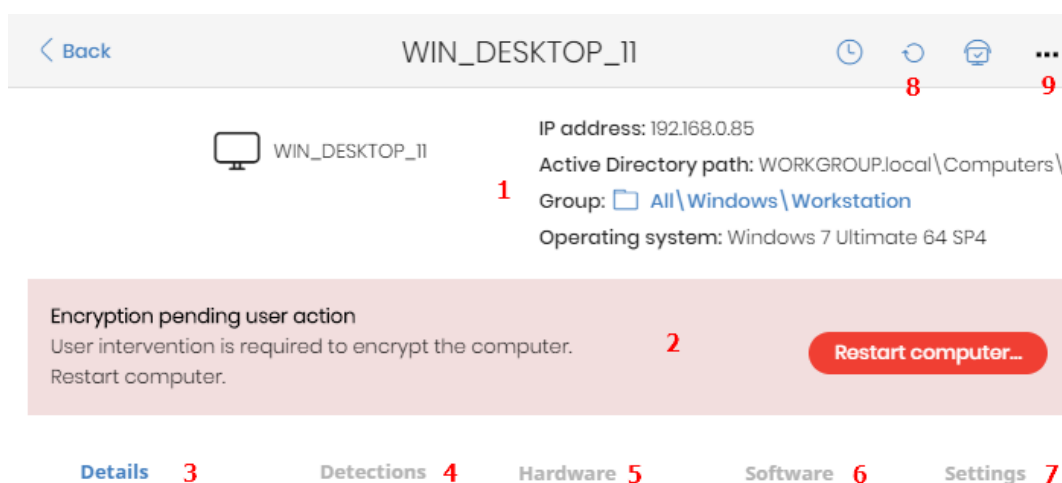 Back WIN_DESKTOP_11 ...
8 9
WIN_DESKTOP_11
IP address: 192.168.0.85
Active Directory path: WORKGROUP.local\Computers\
1
Group: All\Windows\Workstation
Operating system: Windows 7 Ultimate 64 SP4
Encryption pending user action
User intervention is required to encrypt the computer.
Restart computer.
2
Restart computer...
Details 3 Detections 4 Hardware 5 Software 6 Settings 7